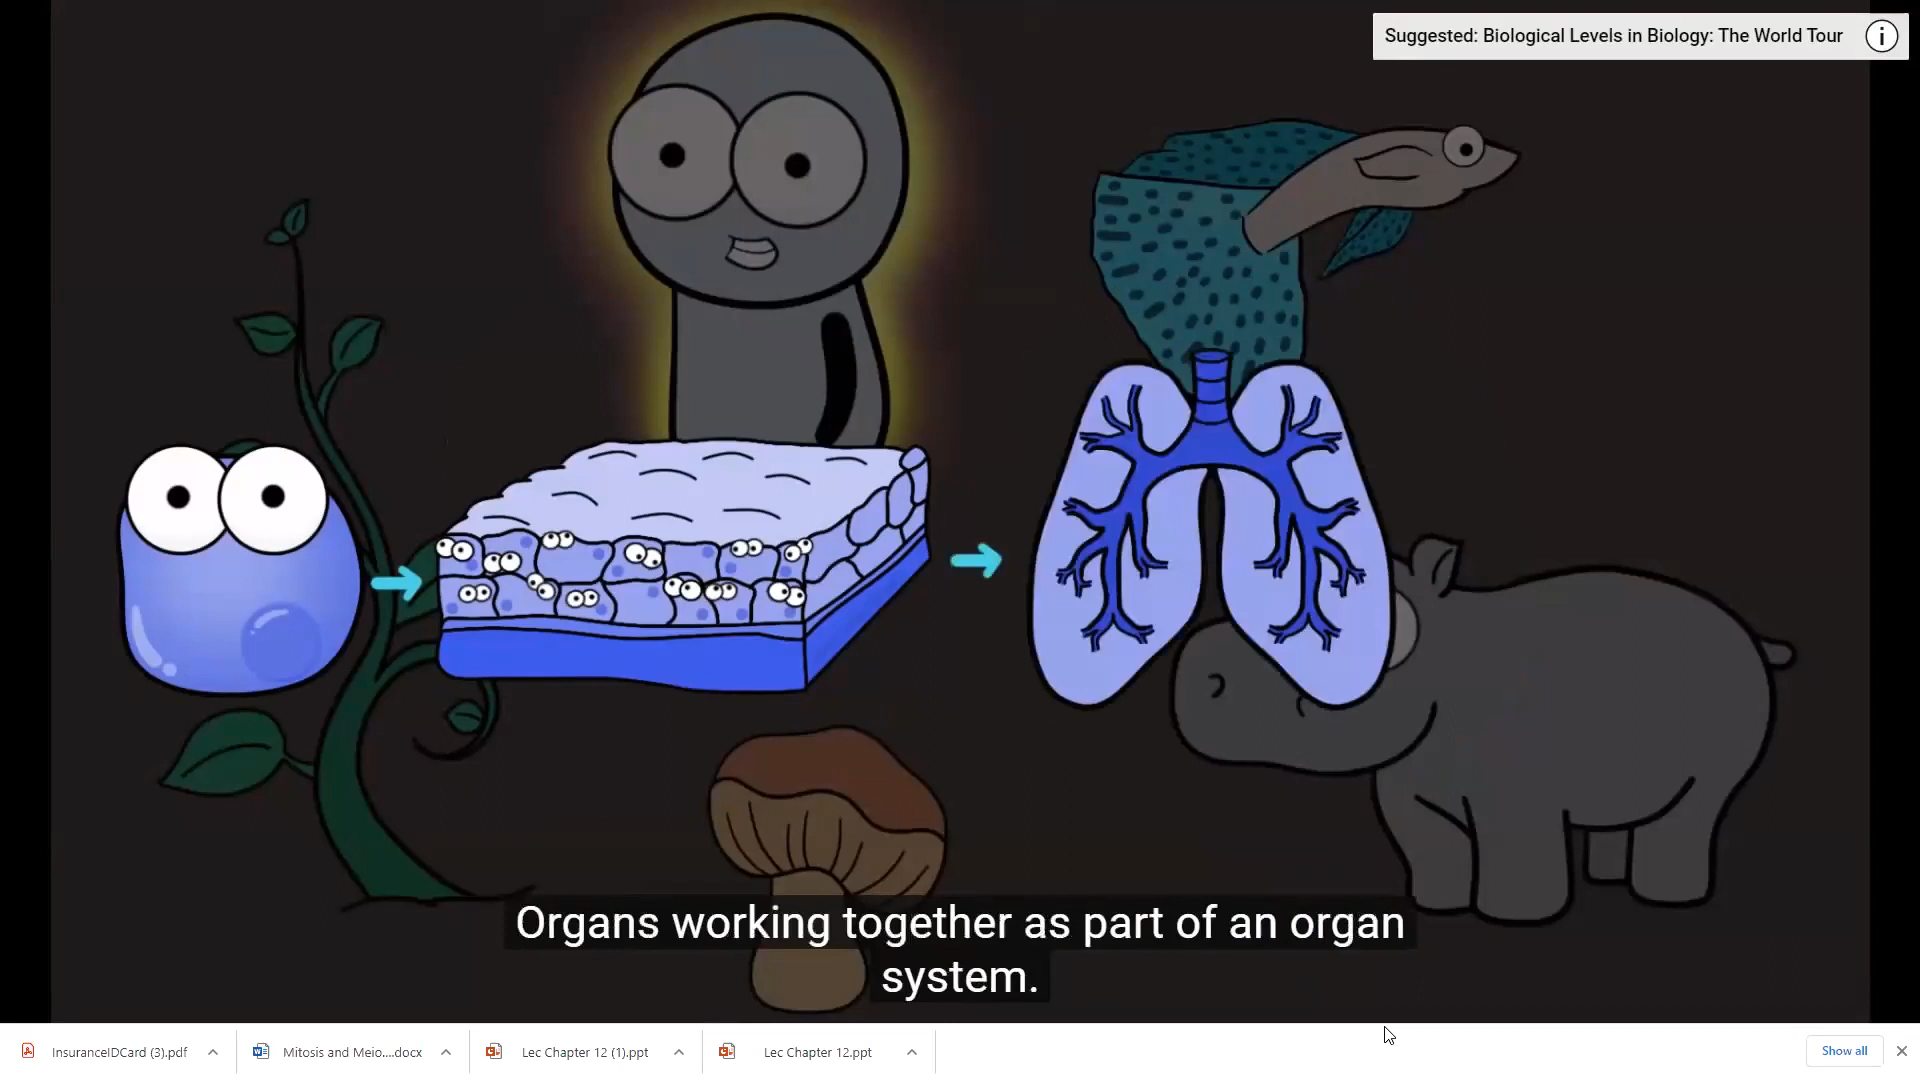 Suggested: Biological Levels in Biology: The World Tour
Organs working together as part of an organ
system.
InsuranceIDCard (3).pdf
Mitosis and Meio....docx
Lec Chapter 12 (1).ppt
Lec Chapter 12.ppt
Show all